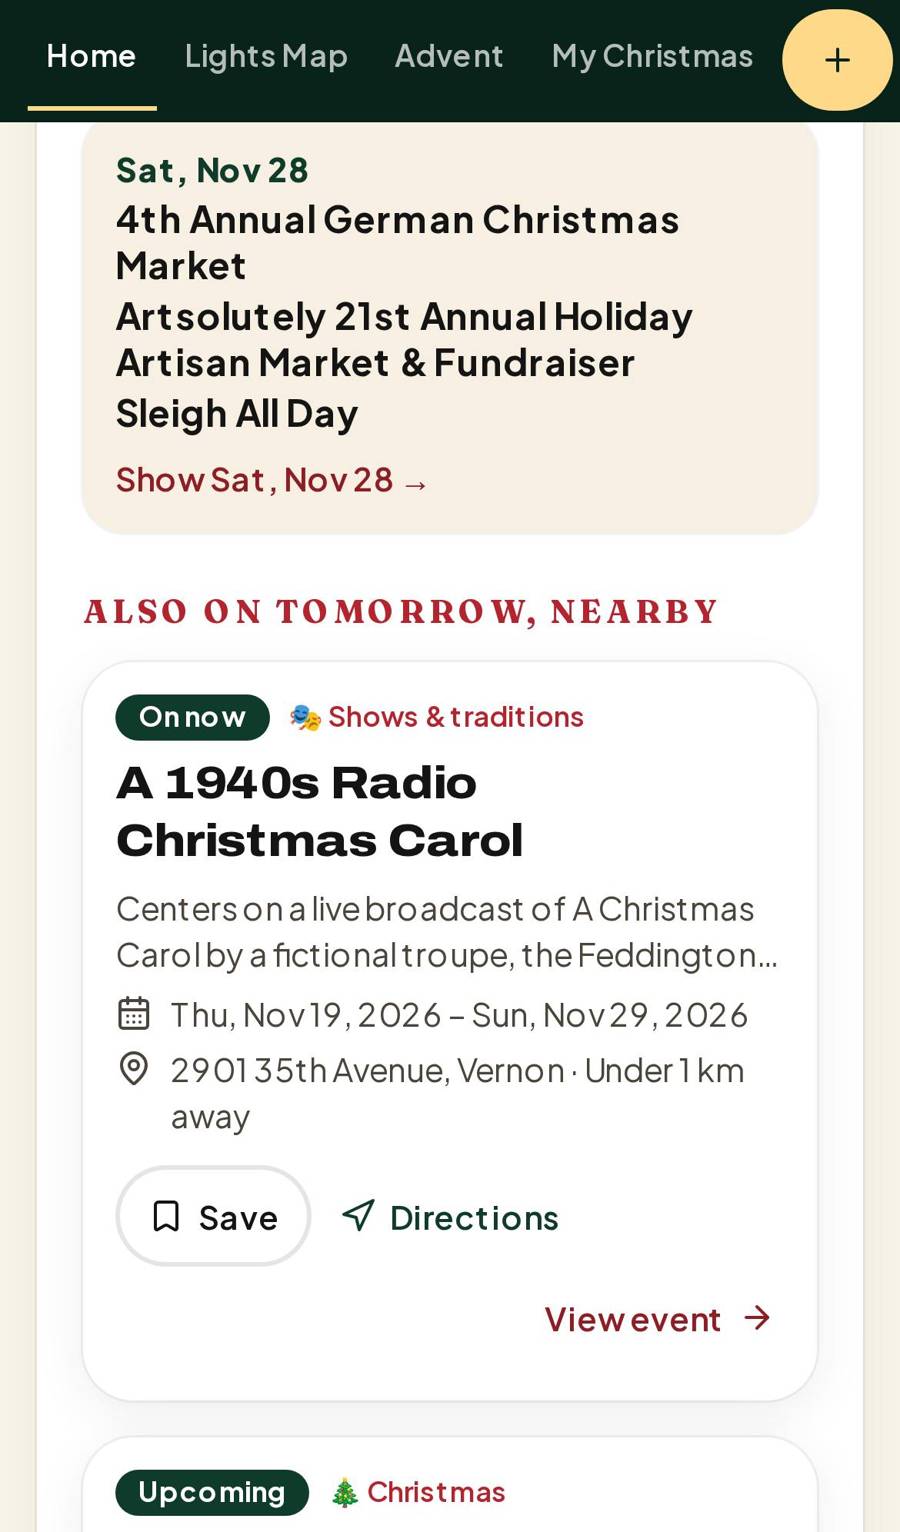 Home Lights Map Advent My Christmas +
Sat, Nov 28
4th Annual German Christmas
Market
Artsolutely 21st Annual Holiday
Artisan Market & Fundraiser
Sleigh All Day
Show Sat, Nov 28 →
ALSO ON TOMORROW, NEARBY
On now 🎭 Shows & traditions
A 1940s Radio
Christmas Carol
Centers on a live broadcast of A Christmas
Carol by a fictional troupe, the Feddington...
Thu, Nov 19, 2026 – Sun, Nov 29, 2026
2901 35th Avenue, Vernon · Under 1 km
away
Save Directions
View event →
Upcoming 🎄 Christmas